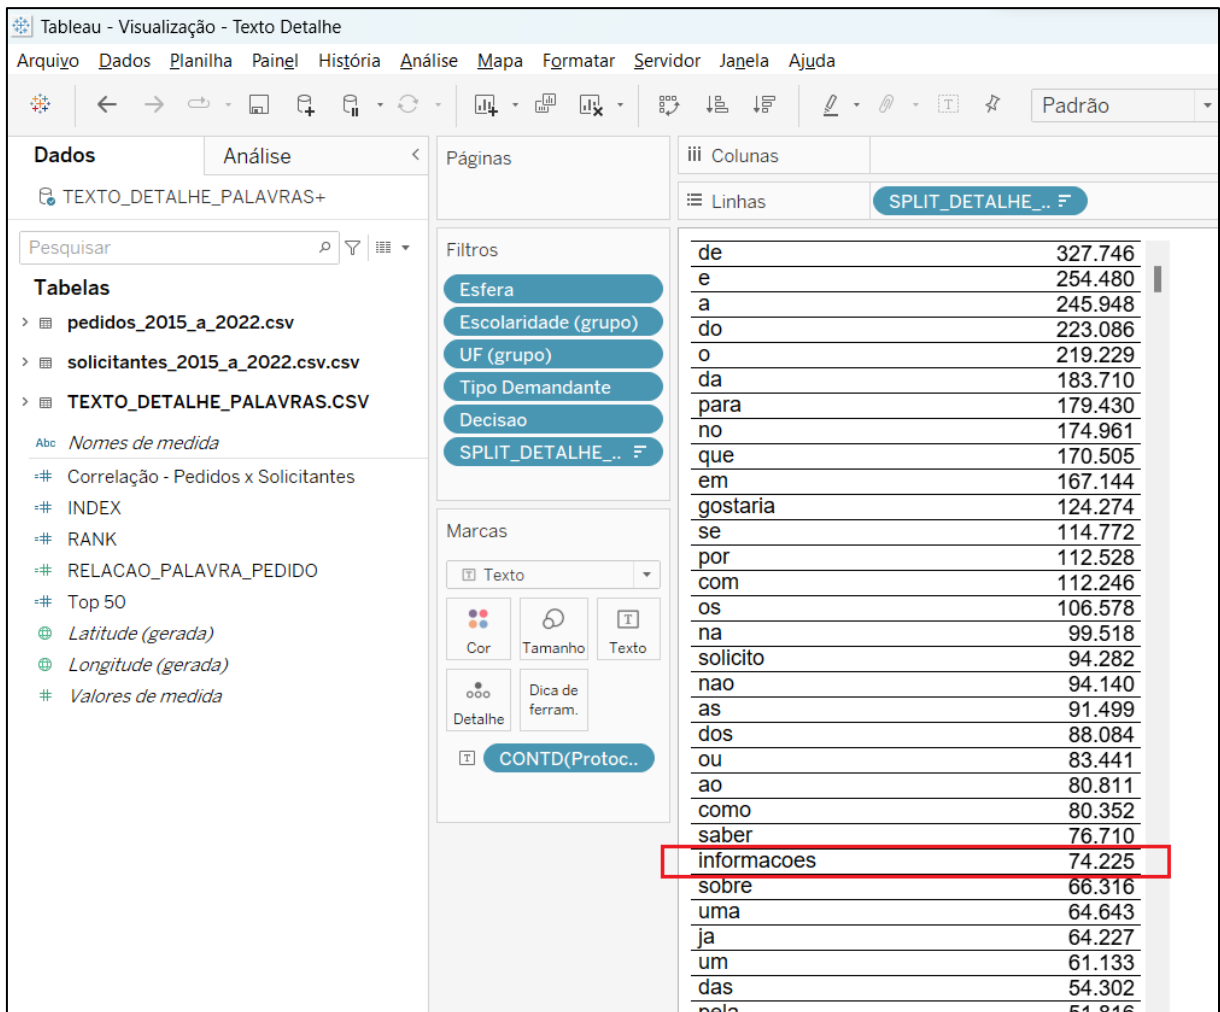 Tableau - Visualização - Texto Detalhe
Arquivo Dados Planilha Painel História Análise Mapa Formatar Servidor Janela Ajuda
Padrão
Dados Análise
TEXTO_DETALHE_PALAVRAS+
Pesquisar
Tabelas
pedidos_2015_a_2022.csv
solicitantes_2015_a_2022.csv.csv
TEXTO_DETALHE_PALAVRAS.CSV
Abc Nomes de medida
=# Correlação - Pedidos x Solicitantes
=# INDEX
=# RANK
=# RELACAO_PALAVRA_PEDIDO
=# Top 50
Latitude (gerada)
Longitude (gerada)
# Valores de medida
Páginas
Filtros
Esfera
Escolaridade (grupo)
UF (grupo)
Tipo Demandante
Decisao
SPLIT_DETALHE_..
Marcas
T Texto
Cor Tamanho T Texto
Detalhe Dica de ferram.
T CONTD(Protoc..
Colunas
Linhas SPLIT_DETALHE_..
de 327.746
e 254.480
a 245.948
do 223.086
o 219.229
da 183.710
para 179.430
no 174.961
que 170.505
em 167.144
gostaria 124.274
se 114.772
por 112.528
com 112.246
os 106.578
na 99.518
solicito 94.282
nao 94.140
as 91.499
dos 88.084
ou 83.441
ao 80.811
como 80.352
saber 76.710
informacoes 74.225
sobre 66.316
uma 64.643
ja 64.227
um 61.133
das 54.302
pela 51.816